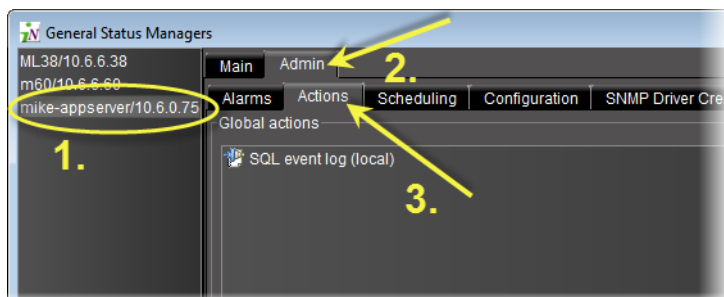 iN General Status Managers
ML38/10.6.6.38
m60/10.6.6.60
mike-appserver/10.6.0.75
1.
Main Admin
2.
Alarms Actions Scheduling Configuration SNMP Driver Cre
Global actions
SQL event log (local)
3.